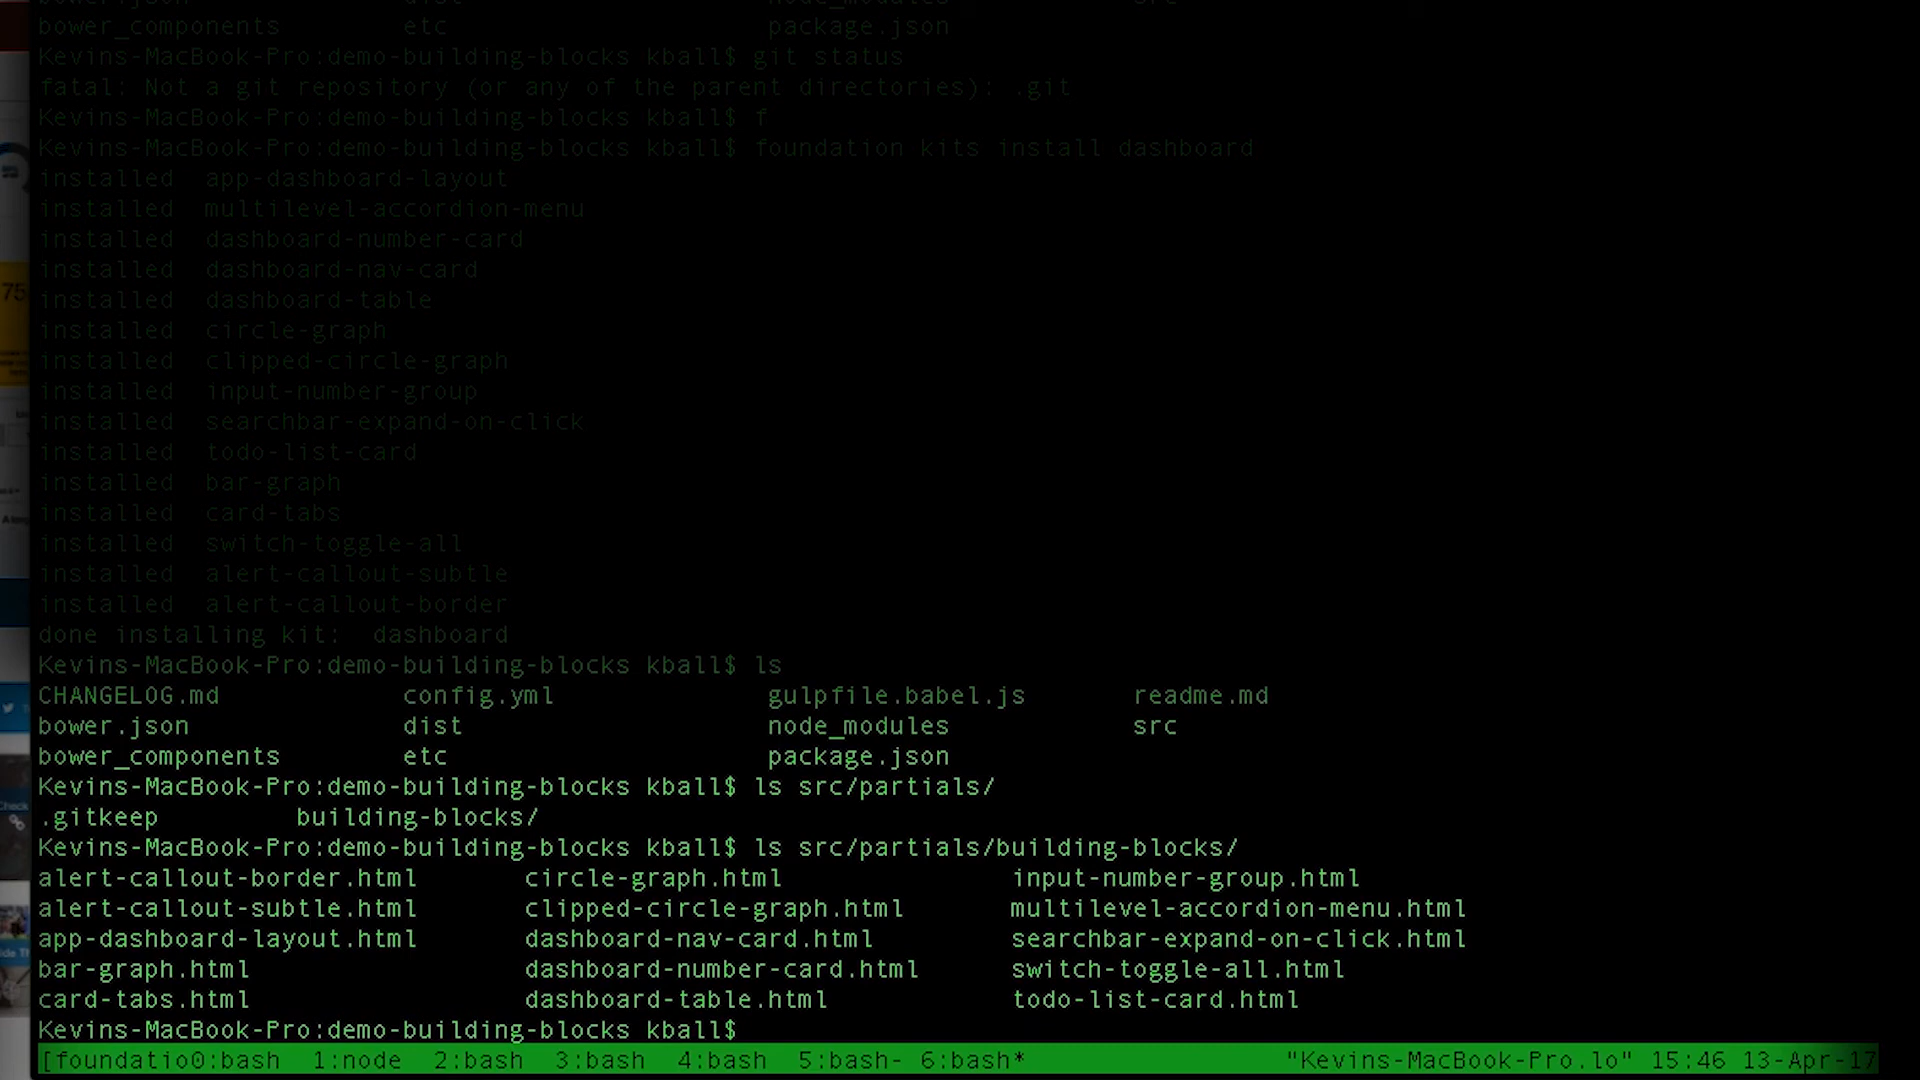 bower.json dist node_modules src
bower_components etc package.json
Kevins-MacBook-Pro:demo-building-blocks kball$ git status
fatal: Not a git repository (or any of the parent directories): .git
Kevins-MacBook-Pro:demo-building-blocks kball$ f
Kevins-MacBook-Pro:demo-building-blocks kball$ foundation kits install dashboard
installed app-dashboard-layout
installed multilevel-accordion-menu
installed dashboard-number-card
installed dashboard-nav-card
installed dashboard-table
installed circle-graph
installed clipped-circle-graph
installed input-number-group
installed searchbar-expand-on-click
installed todo-list-card
installed bar-graph
installed card-tabs
installed switch-toggle-all
installed alert-callout-subtle
installed alert-callout-border
done installing kit: dashboard
Kevins-MacBook-Pro:demo-building-blocks kball$ ls
CHANGELOG.md config.yml gulpfile.babel.js readme.md
bower.json dist node_modules src
bower_components etc package.json
Kevins-MacBook-Pro:demo-building-blocks kball$ ls src/partials/
.gitkeep building-blocks/
Kevins-MacBook-Pro:demo-building-blocks kball$ ls src/partials/building-blocks/
alert-callout-border.html circle-graph.html input-number-group.html
alert-callout-subtle.html clipped-circle-graph.html multilevel-accordion-menu.html
app-dashboard-layout.html dashboard-nav-card.html searchbar-expand-on-click.html
bar-graph.html dashboard-number-card.html switch-toggle-all.html
card-tabs.html dashboard-table.html todo-list-card.html
Kevins-MacBook-Pro:demo-building-blocks kball$
[foundatio0:bash 1:node 2:bash 3:bash 4:bash 5:bash- 6:bash* "Kevins-MacBook-Pro.lo" 15:46 13-Apr-17
75
Check